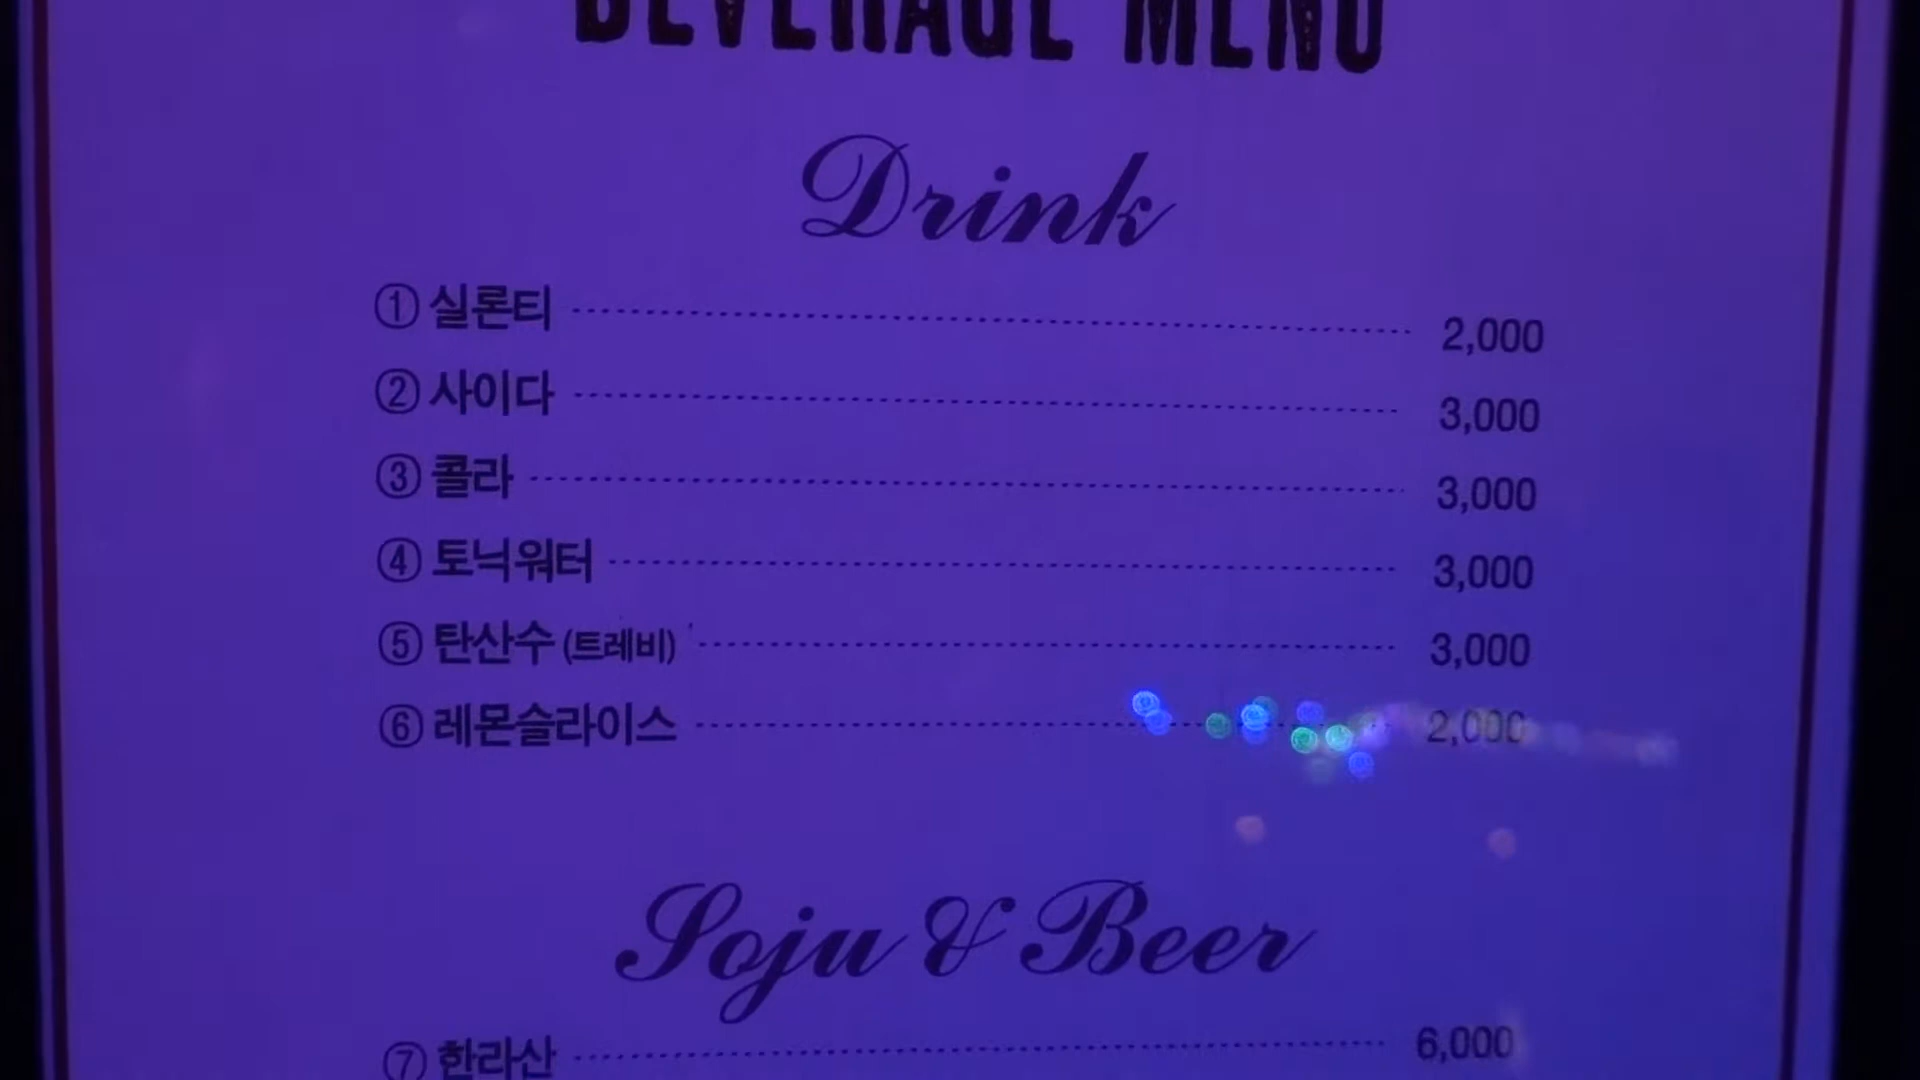 BEVERAGE MENU
Drink
① 실론티 2,000
② 사이다 3,000
③ 콜라 3,000
④ 토닉워터 3,000
⑤ 탄산수 (트레비) 3,000
⑥ 레몬슬라이스 2,000
Soju & Beer
⑦ 한라산 6,000